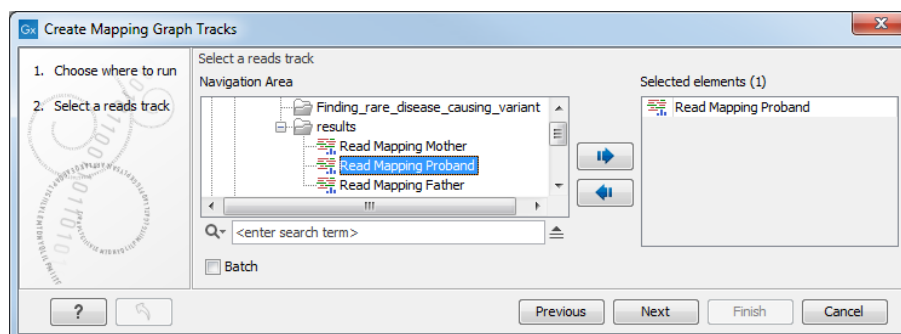 Gx Create Mapping Graph Tracks
1. Choose where to run
2. Select a reads track
Select a reads track
Navigation Area
Finding_rare_disease_causing_variant
results
Read Mapping Mother
Read Mapping Proband
Read Mapping Father
<enter search term>
Batch
Selected elements (1)
Read Mapping Proband
?
Previous
Next
Finish
Cancel